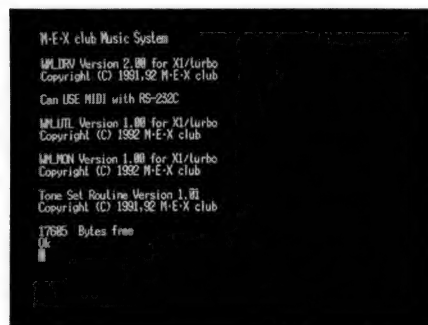 M·E·X club Music System
WMLDRV Version 2.00 for X1/turbo
Copyright (C) 1991,92 M·E·X club
Can USE MIDI with RS-232C
WMLUTL Version 1.00 for X1/turbo
Copyright (C) 1992 M·E·X club
WMLMON Version 1.00 for X1/turbo
Copyright (C) 1992 M·E·X club
Tone Set Routine Version 1.01
Copyright (C) 1991,92 M·E·X club
17685 Bytes free
Ok